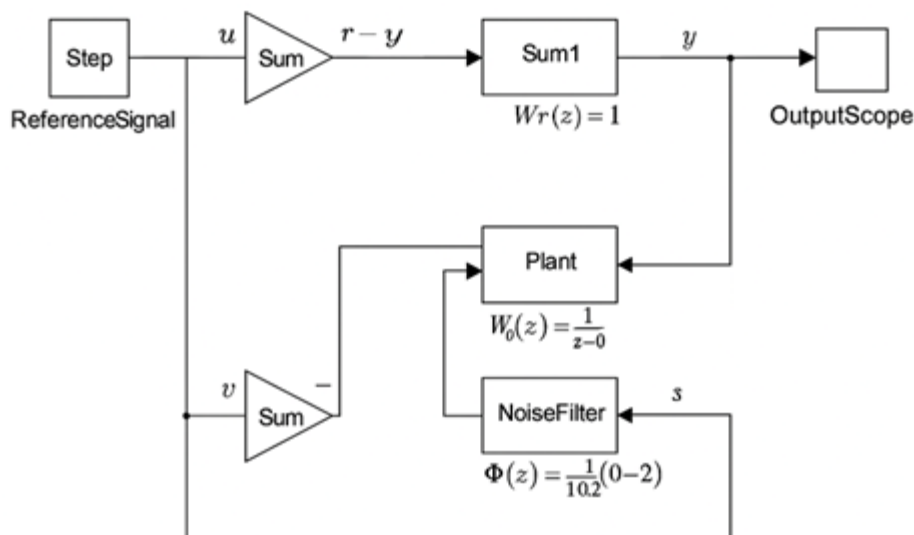 Step
ReferenceSignal
u
Sum
r − y
Sum1
Wr(z) = 1
y
OutputScope
Plant
W₀(z) = 1/(z−0)
v
Sum
−
NoiseFilter
Φ(z) = 1/10.2 (0−2)
s